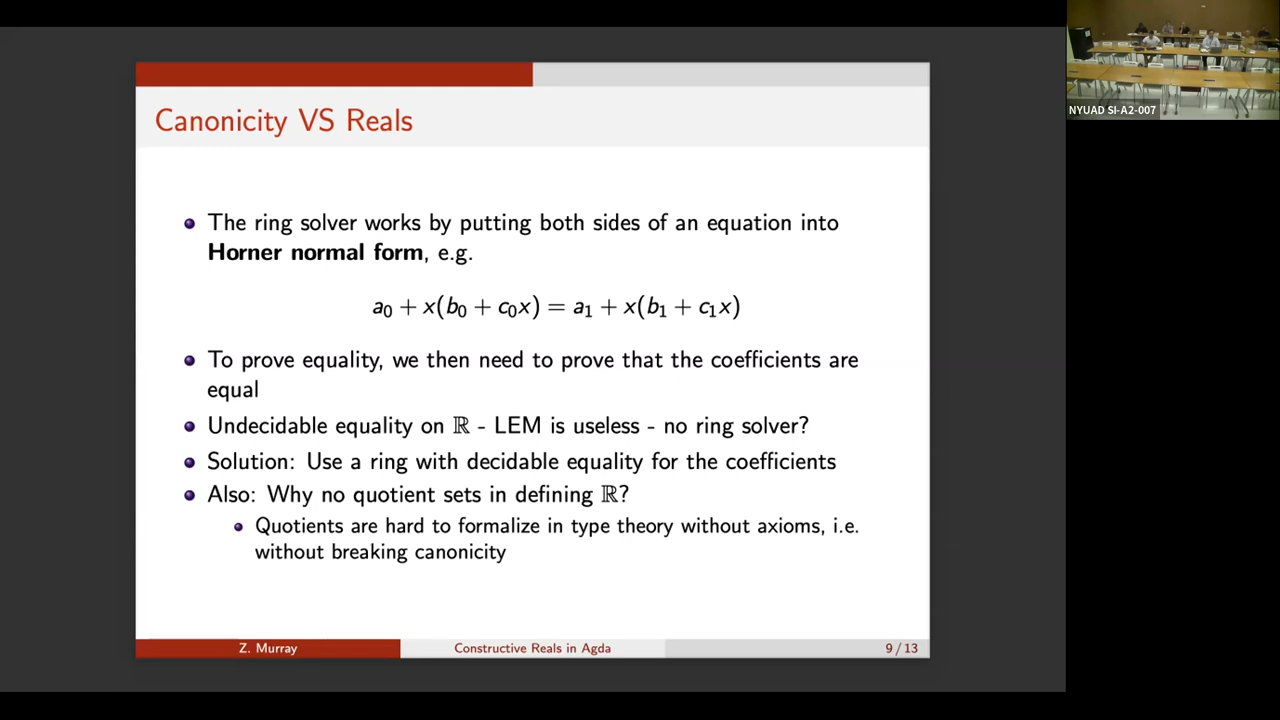 Canonicity VS Reals
The ring solver works by putting both sides of an equation into
Horner normal form, e.g.
a₀ + x(b₀ + c₀x) = a₁ + x(b₁ + c₁x)
To prove equality, we then need to prove that the coefficients are
equal
Undecidable equality on ℝ - LEM is useless - no ring solver?
Solution: Use a ring with decidable equality for the coefficients
Also: Why no quotient sets in defining ℝ?
Quotients are hard to formalize in type theory without axioms, i.e.
without breaking canonicity
Z. Murray
Constructive Reals in Agda
9 / 13
NYUAD SI-A2-007